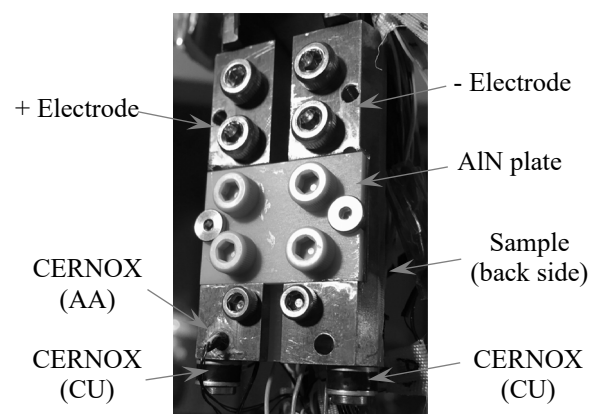 - Electrode
+ Electrode
AlN plate
Sample
(back side)
CERNOX
(AA)
CERNOX
(CU)
CERNOX
(CU)